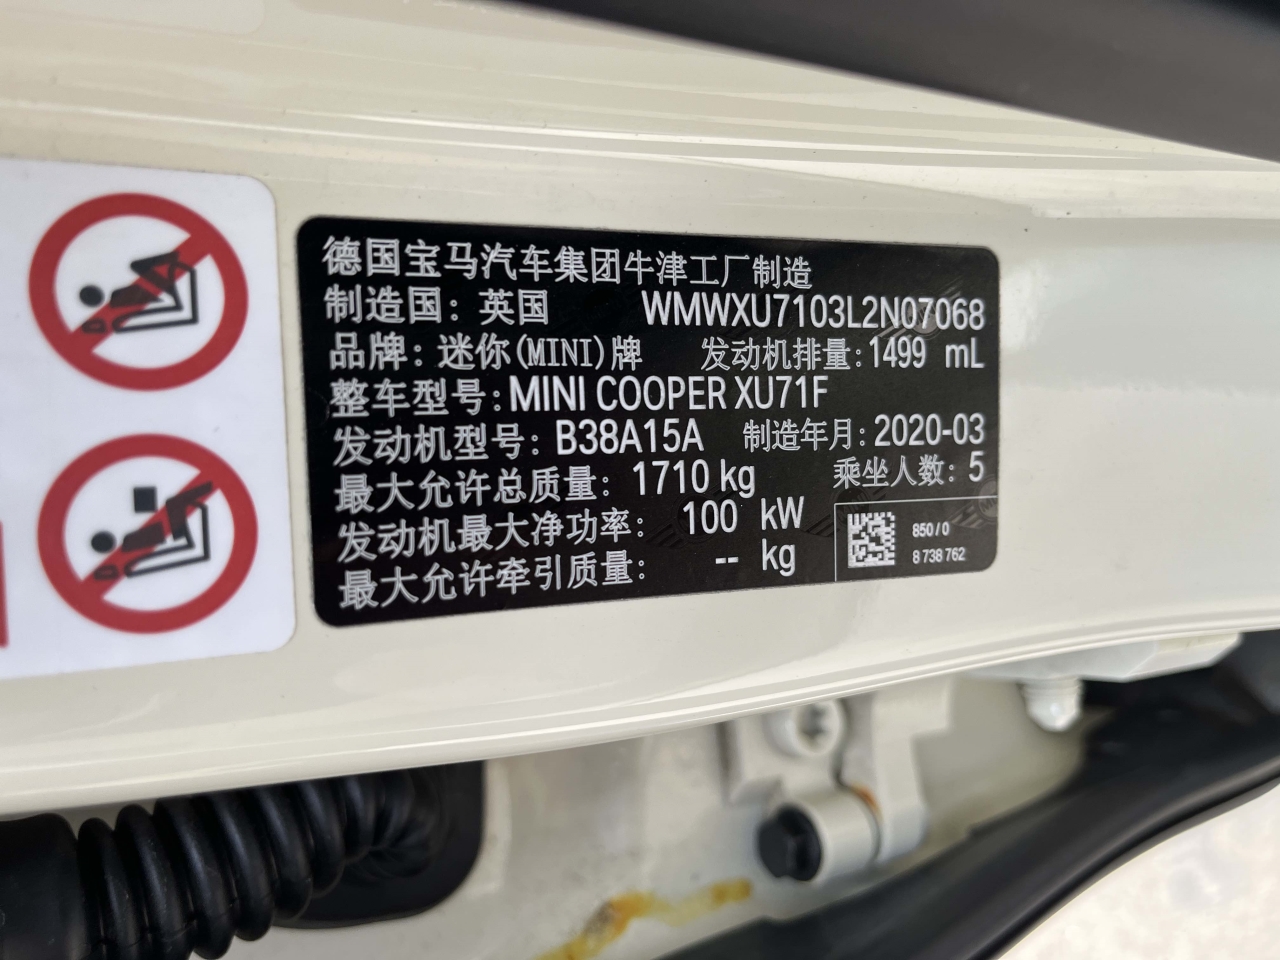 德国宝马汽车集团牛津工厂制造
制造国：英国 WMWXU7103L2N07068
品牌：迷你(MINI)牌 发动机排量:1499 mL
整车型号:MINI COOPER XU71F
发动机型号: B38A15A 制造年月: 2020-03
最大允许总质量: 1710 kg 乘坐人数: 5
发动机最大净功率: 100 kW
最大允许牵引质量: -- kg
850/0
8 738 762